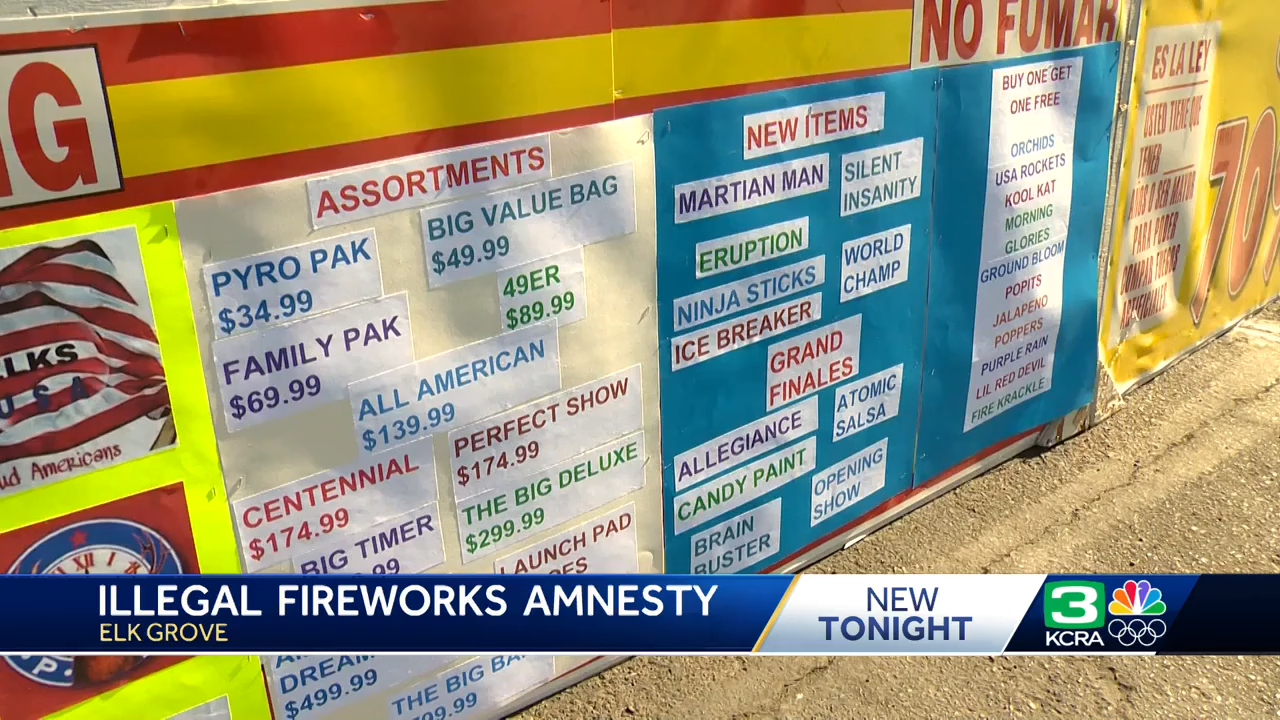 NO FUMAR
G
ASSORTMENTS
PYRO PAK
$34.99
BIG VALUE BAG
$49.99
49ER
$89.99
FAMILY PAK
$69.99
ALL AMERICAN
$139.99
PERFECT SHOW
$174.99
CENTENNIAL
$174.99
THE BIG DELUXE
$299.99
BIG TIMER
LAUNCH PAD
DREAM
$499.99
THE BIG
NEW ITEMS
MARTIAN MAN
SILENT
INSANITY
ERUPTION
WORLD
CHAMP
NINJA STICKS
ICE BREAKER
GRAND
FINALES
ATOMIC
SALSA
ALLEGIANCE
CANDY PAINT
OPENING
SHOW
BRAIN
BUSTER
BUY ONE GET
ONE FREE
ORCHIDS
USA ROCKETS
KOOL KAT
MORNING
GLORIES
GROUND BLOOM
POPITS
JALAPENO
POPPERS
PURPLE RAIN
LIL RED DEVIL
FIRE KRACKLE
ES LA LEY
USTED TIENE QUE
TENER
AÑOS O SER MAYOR
PARA PODER
COMPRAR FUEGOS
ARTIFICIALES
70%
LKS
USA
ud Americans
ILLEGAL FIREWORKS AMNESTY
ELK GROVE
NEW
TONIGHT
3
KCRA